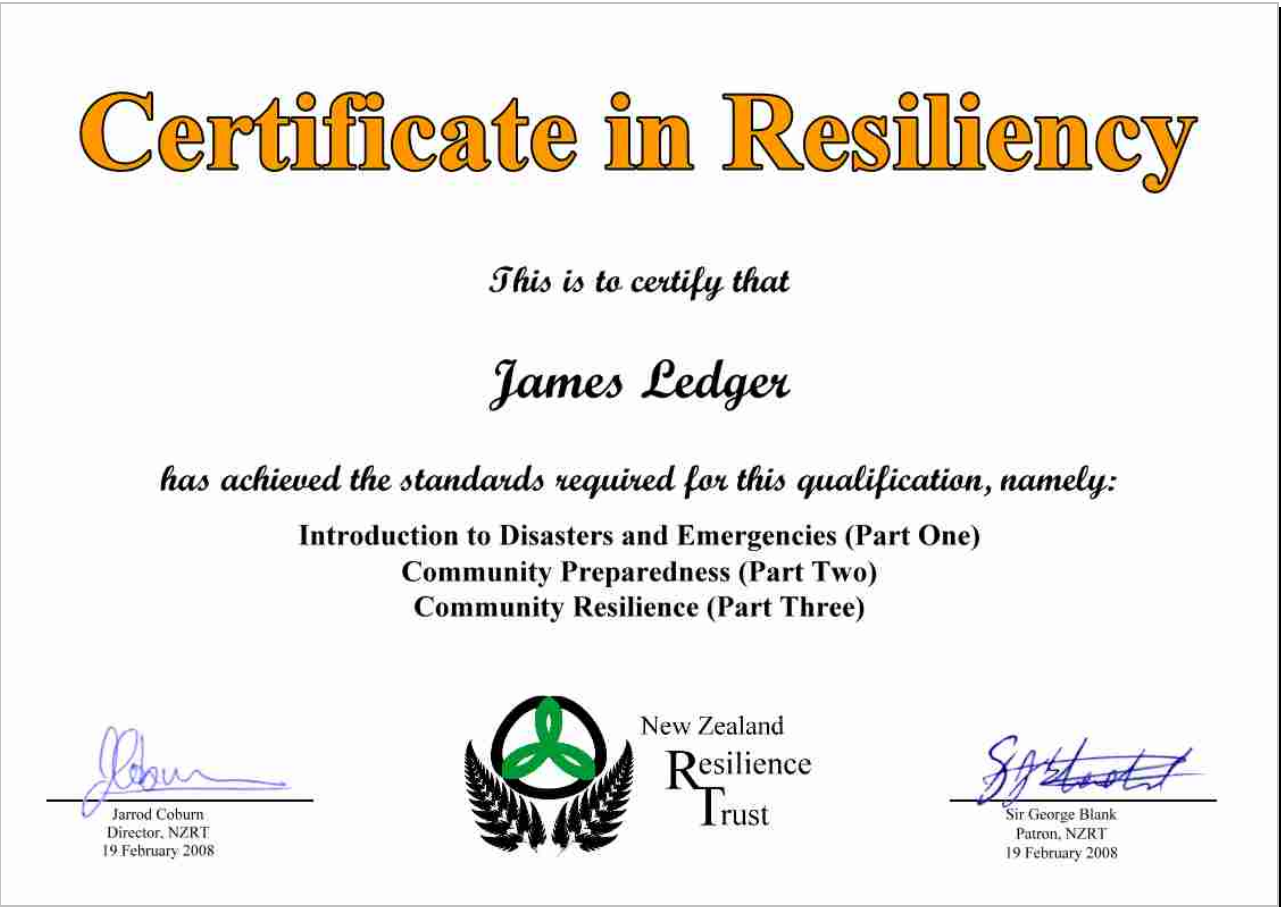 Certificate in Resiliency
This is to certify that
James Ledger
has achieved the standards required for this qualification, namely:
Introduction to Disasters and Emergencies (Part One)
Community Preparedness (Part Two)
Community Resilience (Part Three)
New Zealand
Resilience
Trust
Jarrod Coburn
Director, NZRT
19 February 2008
Sir George Blank
Patron, NZRT
19 February 2008